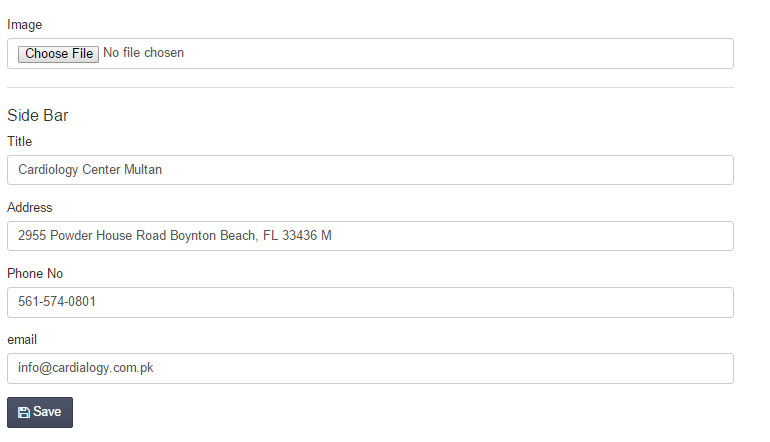 Image
Choose File No file chosen
Side Bar
Title
Cardiology Center Multan
Address
2955 Powder House Road Boynton Beach, FL 33436 M
Phone No
561-574-0801
email
info@cardialogy.com.pk
Save